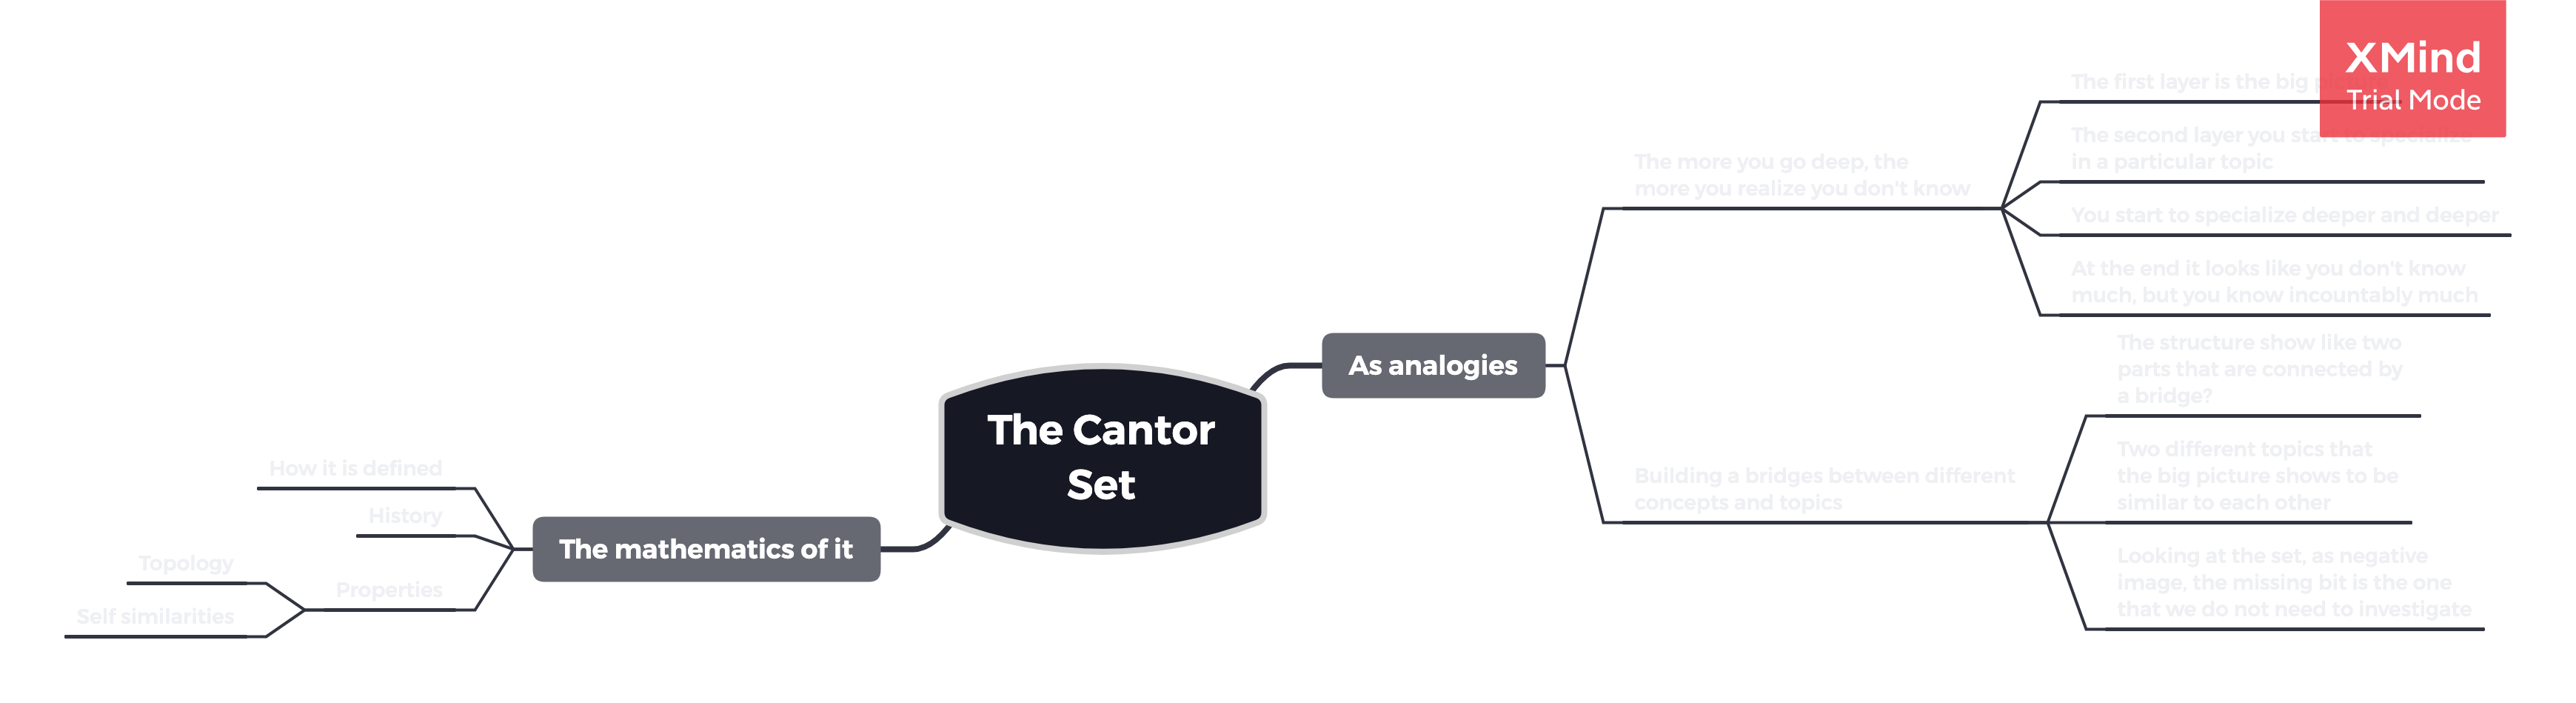 XMind
Trial Mode
The first layer is the big picture
The second layer you start to specialize
in a particular topic
The more you go deep, the
more you realize you don't know
You start to specialize deeper and deeper
At the end it looks like you don't know
much, but you know incountably much
As analogies
The structure show like two
parts that are connected by
a bridge?
Building a bridges between different
concepts and topics
Two different topics that
the big picture shows to be
similar to each other
Looking at the set, as negative
image, the missing bit is the one
that we do not need to investigate
The Cantor
Set
The mathematics of it
How it is defined
History
Properties
Topology
Self similarities